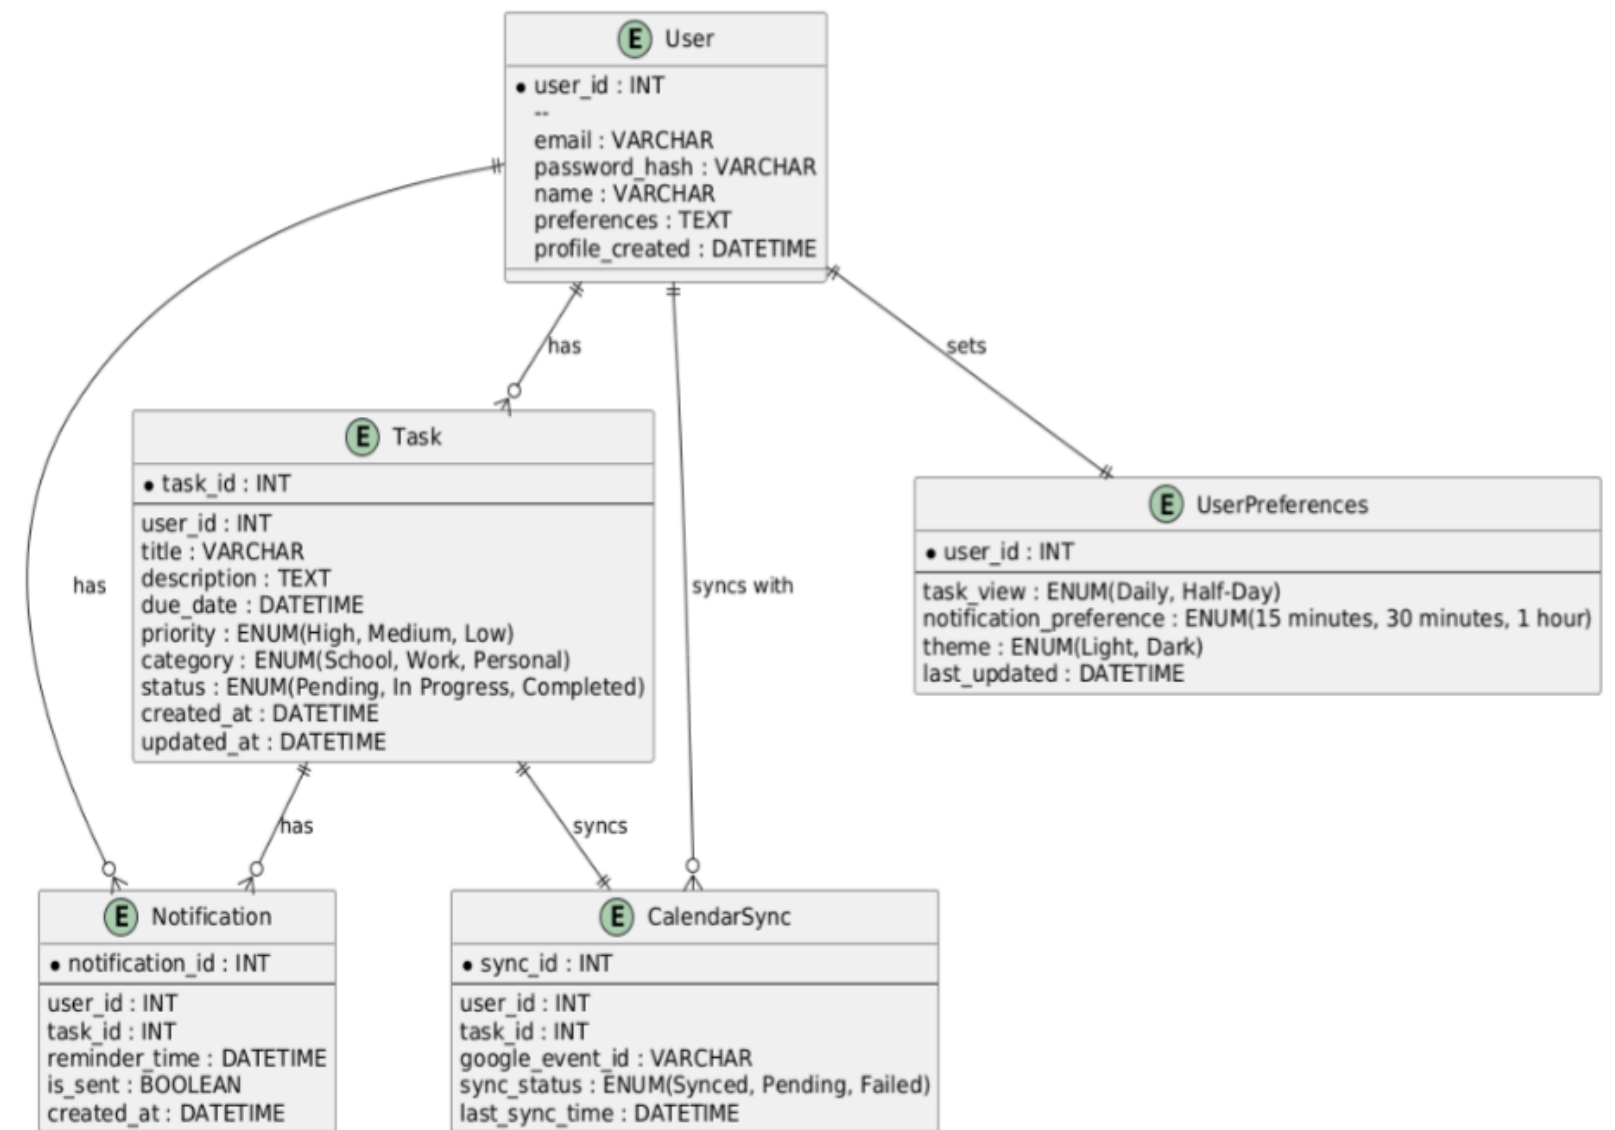 E User
user_id : INT
--
email : VARCHAR
password_hash : VARCHAR
name : VARCHAR
preferences : TEXT
profile_created : DATETIME
has
sets
E Task
task_id : INT
user_id : INT
title : VARCHAR
description : TEXT
due_date : DATETIME
priority : ENUM(High, Medium, Low)
category : ENUM(School, Work, Personal)
status : ENUM(Pending, In Progress, Completed)
created_at : DATETIME
updated_at : DATETIME
E UserPreferences
user_id : INT
task_view : ENUM(Daily, Half-Day)
notification_preference : ENUM(15 minutes, 30 minutes, 1 hour)
theme : ENUM(Light, Dark)
last_updated : DATETIME
has
syncs with
has
syncs
E Notification
notification_id : INT
user_id : INT
task_id : INT
reminder_time : DATETIME
is_sent : BOOLEAN
created_at : DATETIME
E CalendarSync
sync_id : INT
user_id : INT
task_id : INT
google_event_id : VARCHAR
sync_status : ENUM(Synced, Pending, Failed)
last_sync_time : DATETIME